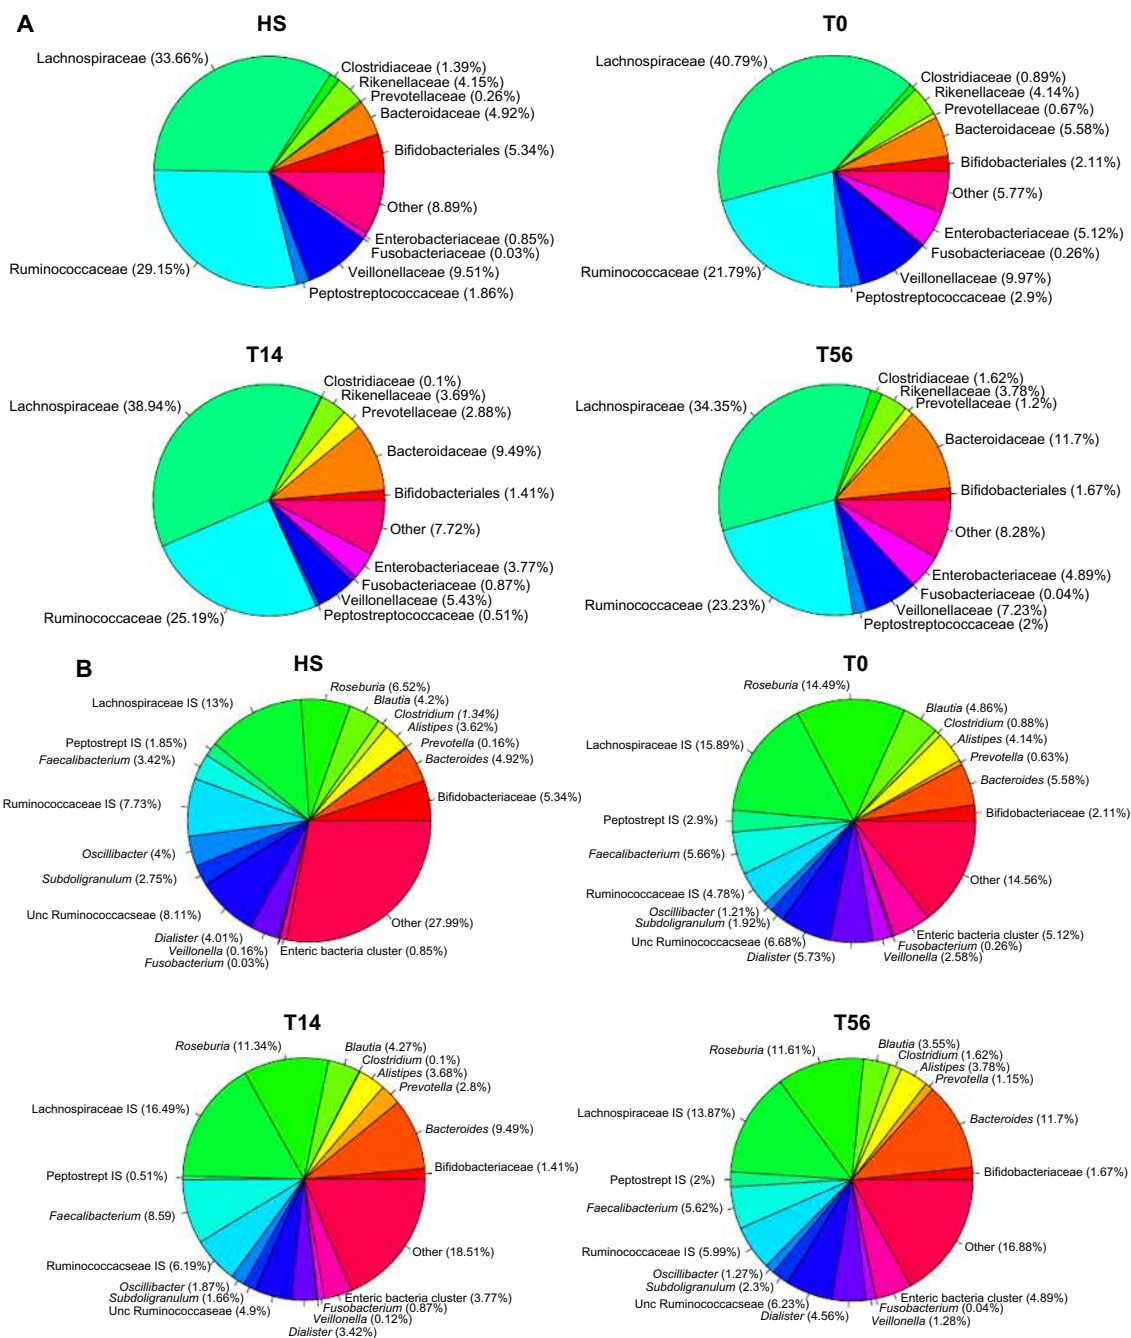 A
HS
Lachnospiraceae (33.66%)
Clostridiaceae (1.39%)
Rikenellaceae (4.15%)
Prevotellaceae (0.26%)
Bacteroidaceae (4.92%)
Bifidobacteriales (5.34%)
Other (8.89%)
Enterobacteriaceae (0.85%)
Fusobacteriaceae (0.03%)
Veillonellaceae (9.51%)
Peptostreptococcaceae (1.86%)
Ruminococcaceae (29.15%)
T0
Lachnospiraceae (40.79%)
Clostridiaceae (0.89%)
Rikenellaceae (4.14%)
Prevotellaceae (0.67%)
Bacteroidaceae (5.58%)
Bifidobacteriales (2.11%)
Other (5.77%)
Enterobacteriaceae (5.12%)
Fusobacteriaceae (0.26%)
Veillonellaceae (9.97%)
Peptostreptococcaceae (2.9%)
Ruminococcaceae (21.79%)
T14
Lachnospiraceae (38.94%)
Clostridiaceae (0.1%)
Rikenellaceae (3.69%)
Prevotellaceae (2.88%)
Bacteroidaceae (9.49%)
Bifidobacteriales (1.41%)
Other (7.72%)
Enterobacteriaceae (3.77%)
Fusobacteriaceae (0.87%)
Veillonellaceae (5.43%)
Peptostreptococcaceae (0.51%)
Ruminococcaceae (25.19%)
T56
Lachnospiraceae (34.35%)
Clostridiaceae (1.62%)
Rikenellaceae (3.78%)
Prevotellaceae (1.2%)
Bacteroidaceae (11.7%)
Bifidobacteriales (1.67%)
Other (8.28%)
Enterobacteriaceae (4.89%)
Fusobacteriaceae (0.04%)
Veillonellaceae (7.23%)
Peptostreptococcaceae (2%)
Ruminococcaceae (23.23%)
B
HS
Roseburia (6.52%)
Blautia (4.2%)
Clostridium (1.34%)
Alistipes (3.62%)
Prevotella (0.16%)
Bacteroides (4.92%)
Bifidobacteriaceae (5.34%)
Other (27.99%)
Enteric bacteria cluster (0.85%)
Lachnospiraceae IS (13%)
Peptostrept IS (1.85%)
Faecalibacterium (3.42%)
Ruminococcaceae IS (7.73%)
Oscillibacter (4%)
Subdoligranulum (2.75%)
Unc Ruminococcacseae (8.11%)
Dialister (4.01%)
Veillonella (0.16%)
Fusobacterium (0.03%)
T0
Roseburia (14.49%)
Blautia (4.86%)
Clostridium (0.88%)
Alistipes (4.14%)
Prevotella (0.63%)
Bacteroides (5.58%)
Bifidobacteriaceae (2.11%)
Other (14.56%)
Enteric bacteria cluster (5.12%)
Fusobacterium (0.26%)
Veillonella (2.58%)
Lachnospiraceae IS (15.89%)
Peptostrept IS (2.9%)
Faecalibacterium (5.66%)
Ruminococcaceae IS (4.78%)
Oscillibacter (1.21%)
Subdoligranulum (1.92%)
Unc Ruminococcacseae (6.68%)
Dialister (5.73%)
T14
Roseburia (11.34%)
Blautia (4.27%)
Clostridium (0.1%)
Alistipes (3.68%)
Prevotella (2.8%)
Bacteroides (9.49%)
Bifidobacteriaceae (1.41%)
Other (18.51%)
Enteric bacteria cluster (3.77%)
Fusobacterium (0.87%)
Veillonella (0.12%)
Dialister (3.42%)
Lachnospiraceae IS (16.49%)
Peptostrept IS (0.51%)
Faecalibacterium (8.59)
Ruminococcacseae IS (6.19%)
Oscillibacter (1.87%)
Subdoligranulum (1.66%)
Unc Ruminococcaseae (4.9%)
T56
Roseburia (11.61%)
Blautia (3.55%)
Clostridium (1.62%)
Alistipes (3.78%)
Prevotella (1.15%)
Bacteroides (11.7%)
Bifidobacteriaceae (1.67%)
Other (16.88%)
Enteric bacteria cluster (4.89%)
Fusobacterium (0.04%)
Veillonella (1.28%)
Lachnospiraceae IS (13.87%)
Peptostrept IS (2%)
Faecalibacterium (5.62%)
Ruminococcaceae IS (5.99%)
Oscillibacter (1.27%)
Subdoligranulum (2.3%)
Unc Ruminococcacseae (6.23%)
Dialister (4.56%)